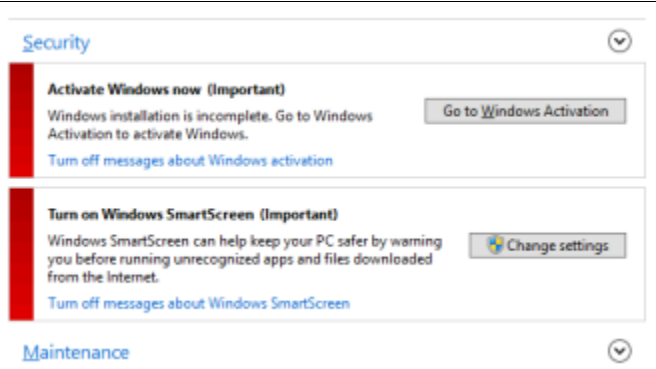 Security
Activate Windows now (Important)
Windows installation is incomplete. Go to Windows
Activation to activate Windows.
Go to Windows Activation
Turn off messages about Windows activation
Turn on Windows SmartScreen (Important)
Windows SmartScreen can help keep your PC safer by warning
you before running unrecognized apps and files downloaded
from the Internet.
Change settings
Turn off messages about Windows SmartScreen
Maintenance